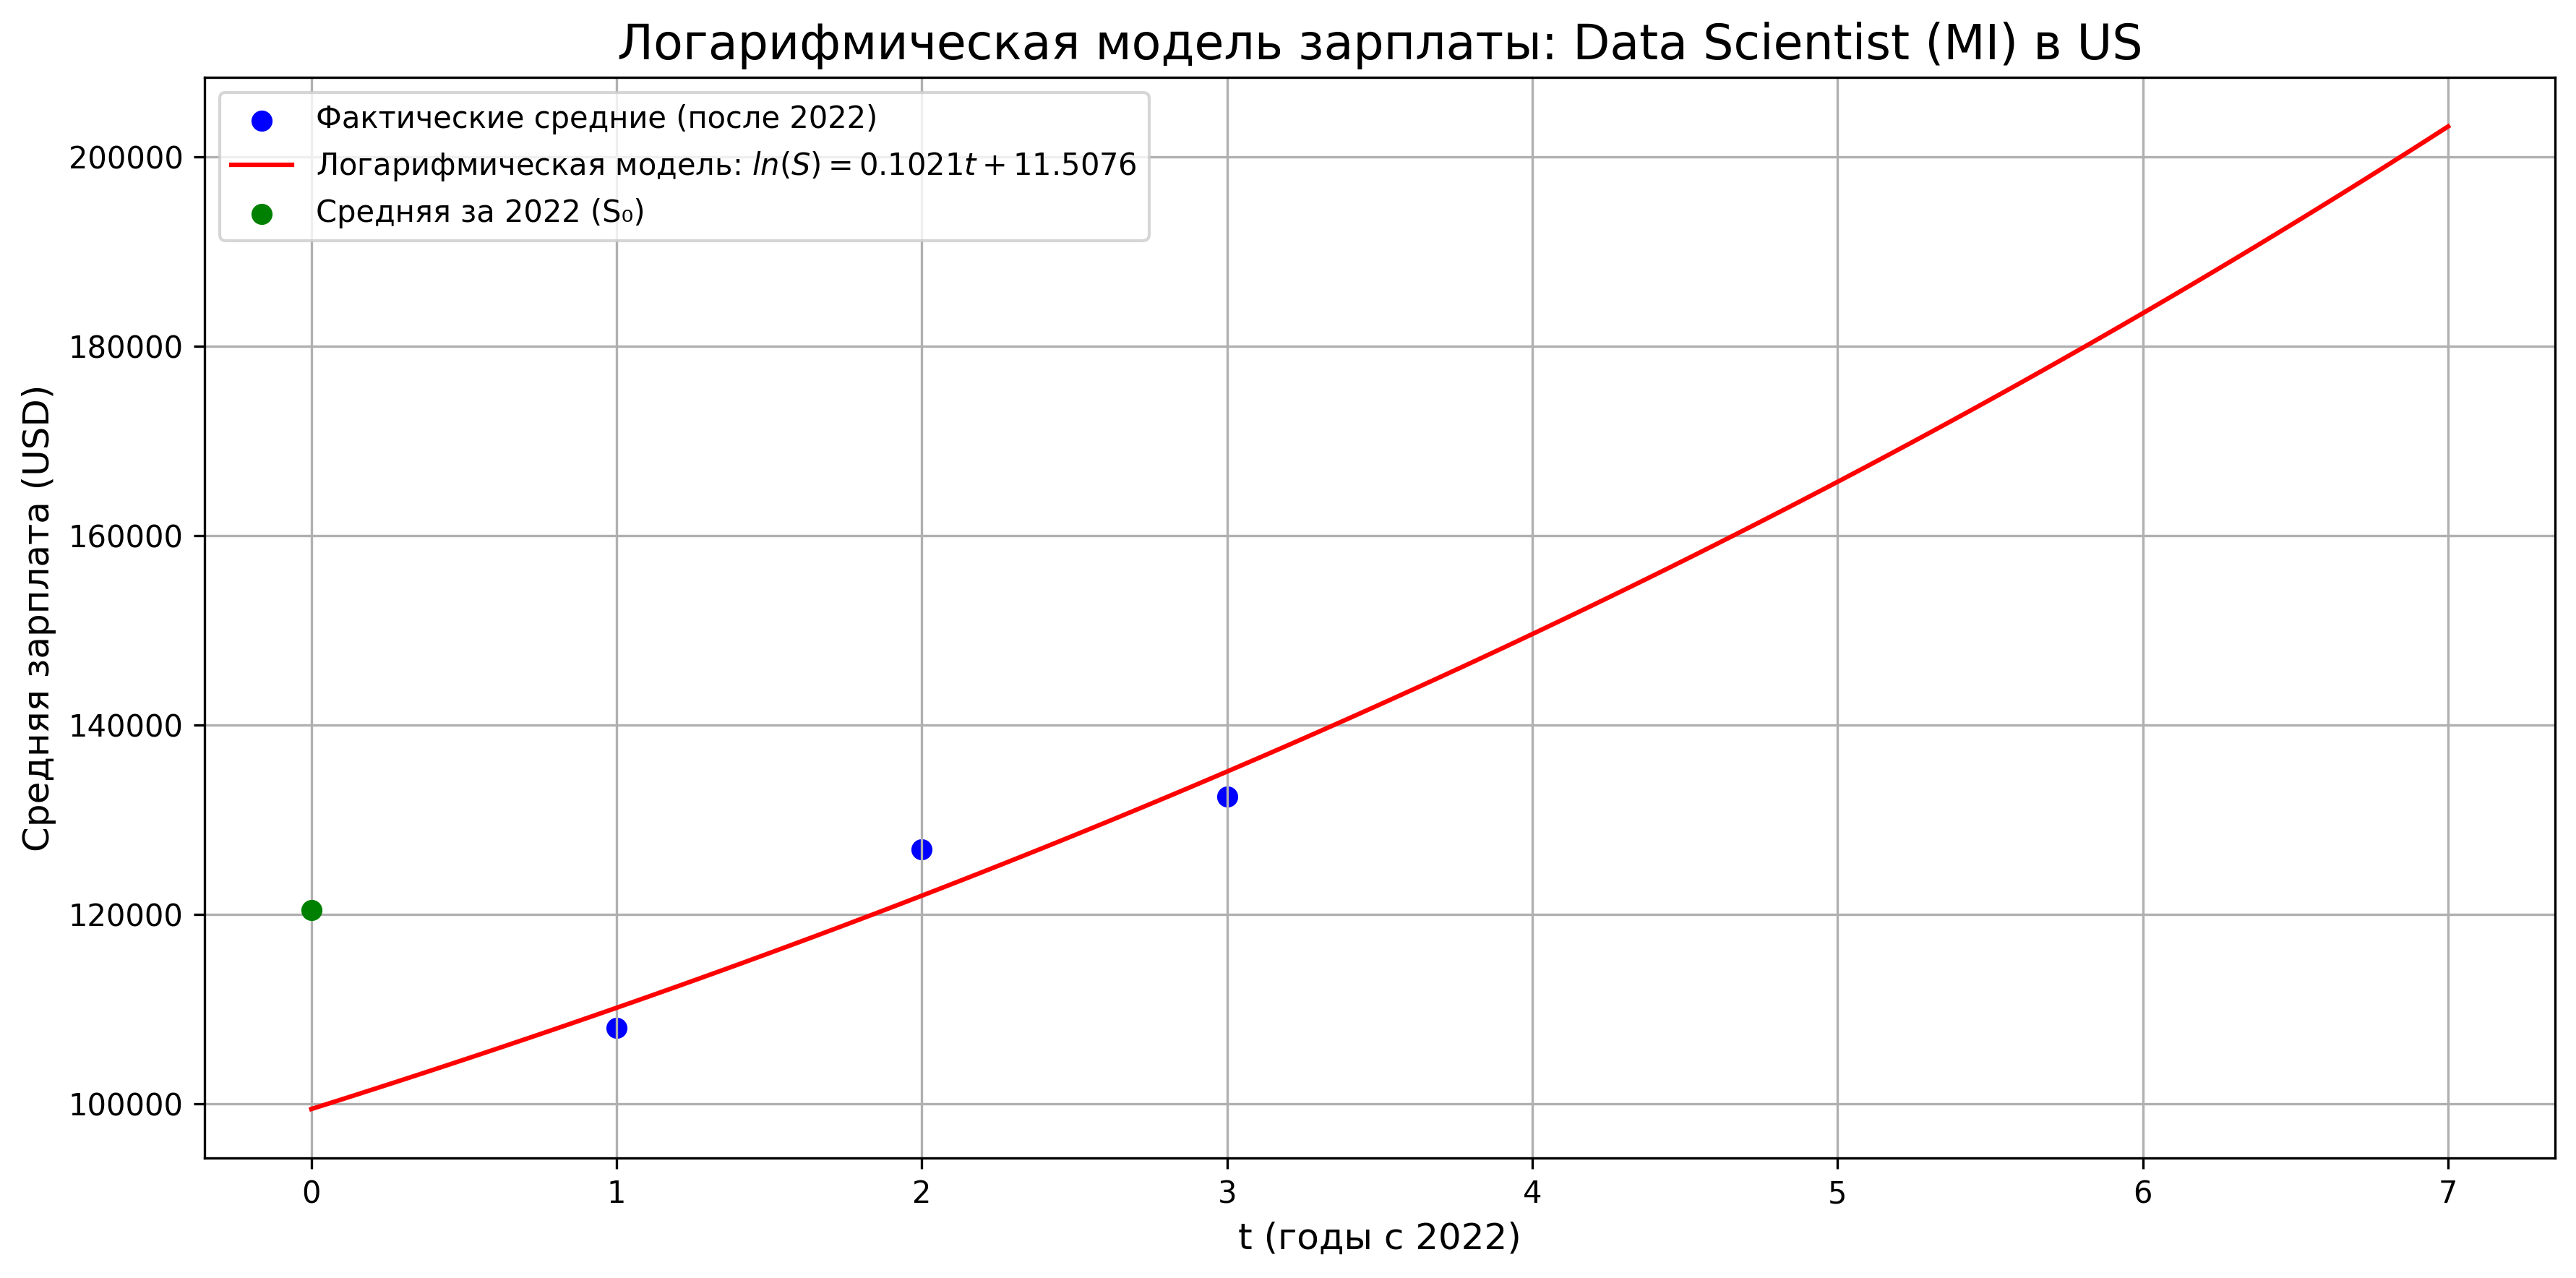 Логарифмическая модель зарплаты: Data Scientist (MI) в US
Фактические средние (после 2022)
Логарифмическая модель: ln(S) = 0.1021t + 11.5076
Средняя за 2022 (S₀)
Средняя зарплата (USD)
200000
180000
160000
140000
120000
100000
0 1 2 3 4 5 6 7
t (годы с 2022)